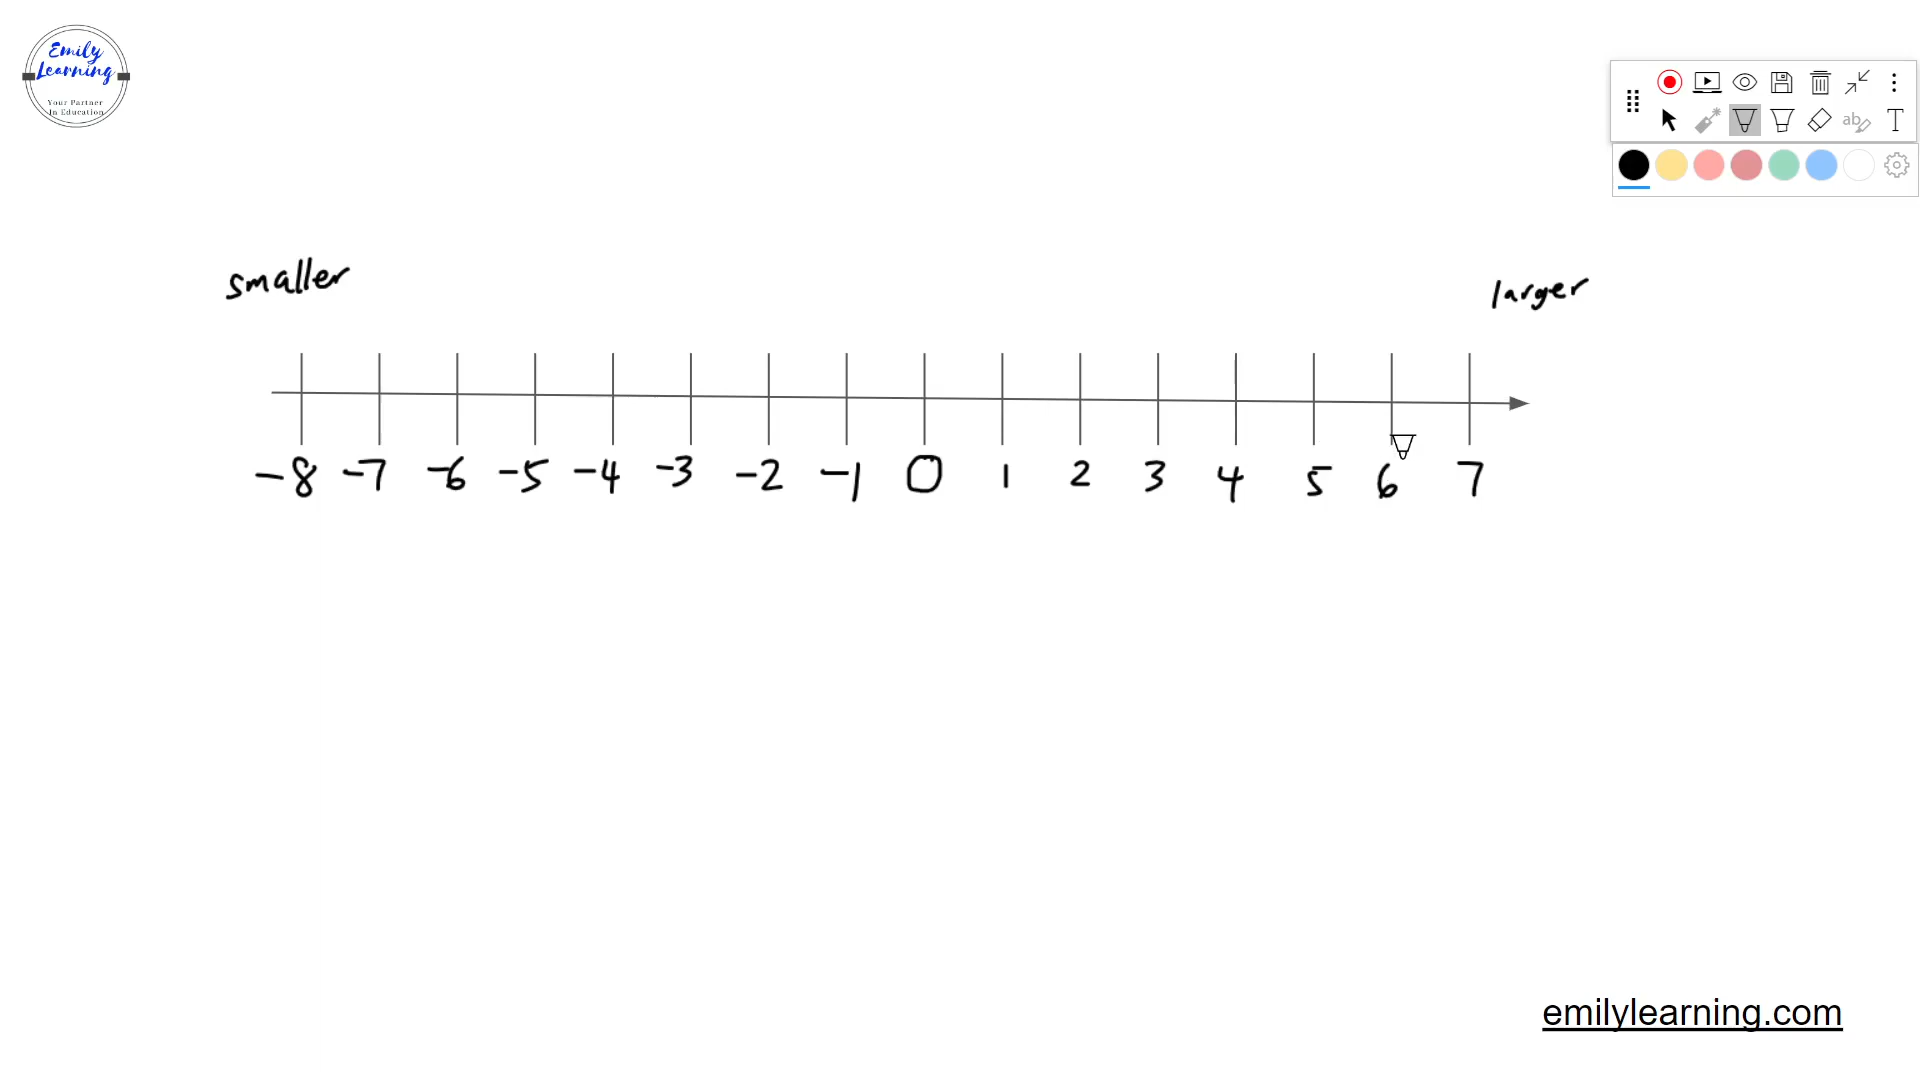 Emily
Learning
Your Partner
In Education
ab
T
smaller
larger
-8 -7 -6 -5 -4 -3 -2 -1 0 1 2 3 4 5 6 7
emilylearning.com